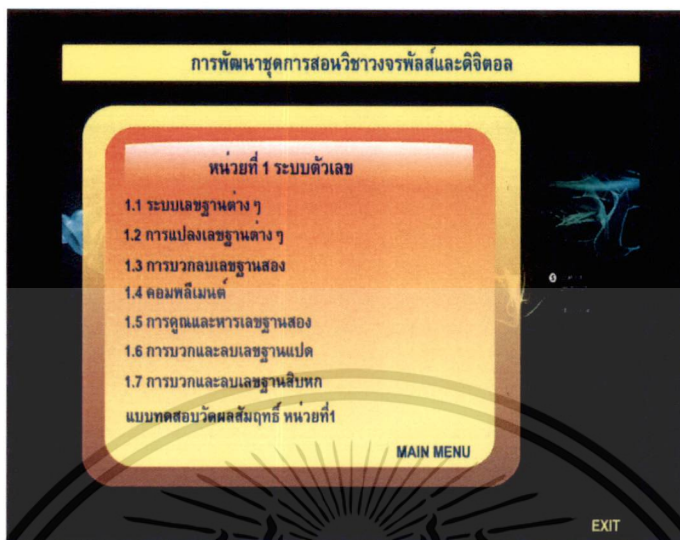 การพัฒนาชุดการสอนวิชาวงจรพัลส์และดิจิตอล
หน่วยที่ 1 ระบบตัวเลข
1.1 ระบบเลขฐานต่าง ๆ
1.2 การแปลงเลขฐานต่าง ๆ
1.3 การบวกลบเลขฐานสอง
1.4 คอมพลีเมนต์
1.5 การคูณและหารเลขฐานสอง
1.6 การบวกและลบเลขฐานแปด
1.7 การบวกและลบเลขฐานสิบหก
แบบทดสอบวัดผลสัมฤทธิ์ หน่วยที่1
MAIN MENU
EXIT